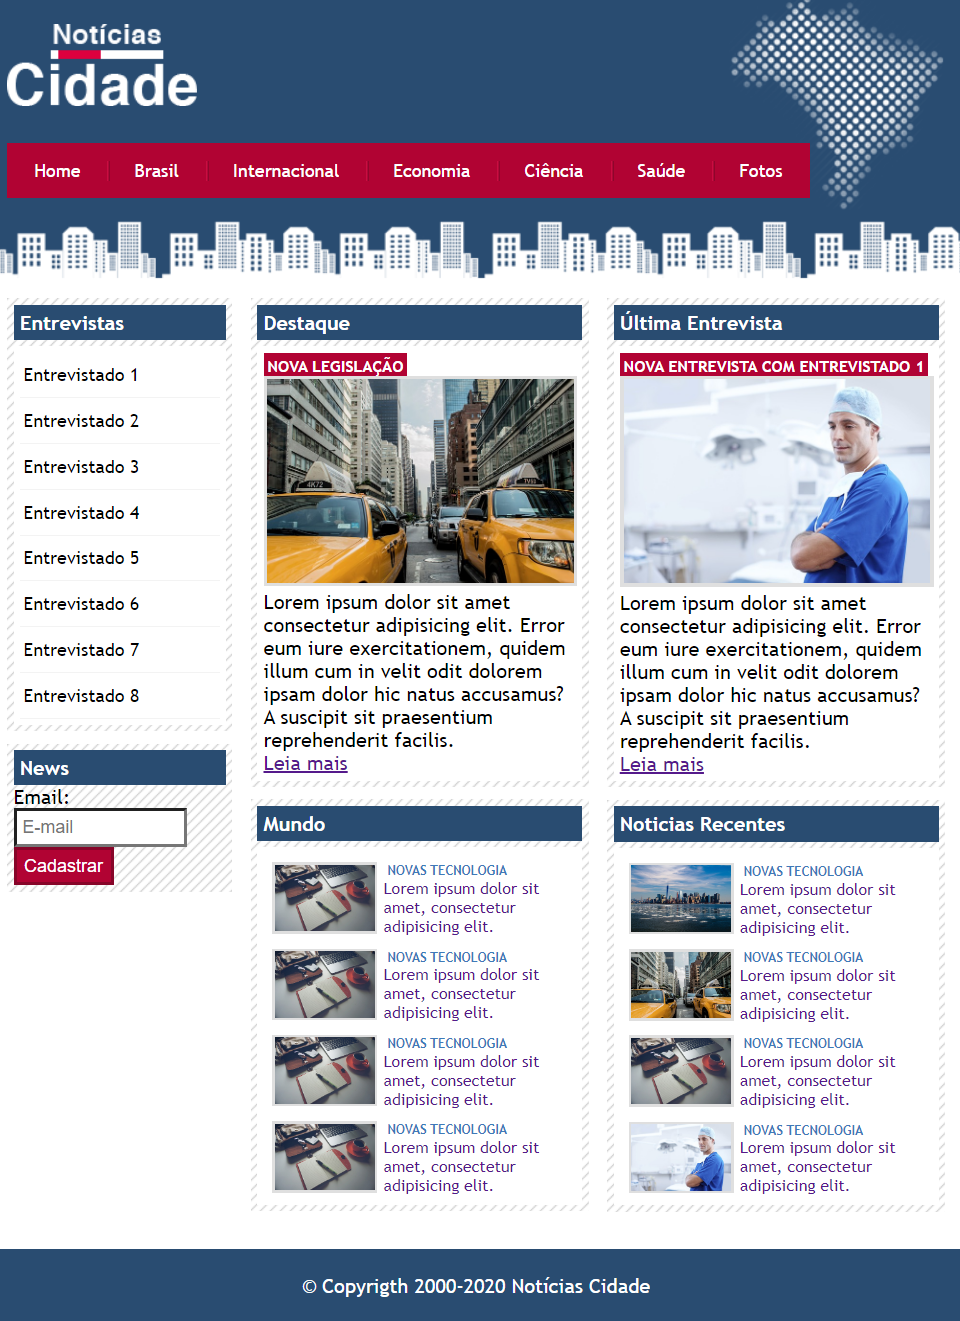 Notícias
Cidade
Home Brasil Internacional Economia Ciência Saúde Fotos
Entrevistas
Entrevistado 1
Entrevistado 2
Entrevistado 3
Entrevistado 4
Entrevistado 5
Entrevistado 6
Entrevistado 7
Entrevistado 8
News
Email:
E-mail
Cadastrar
Destaque
NOVA LEGISLAÇÃO
4K72
Lorem ipsum dolor sit amet
consectetur adipisicing elit. Error
eum iure exercitationem, quidem
illum cum in velit odit dolorem
ipsam dolor hic natus accusamus?
A suscipit sit praesentium
reprehenderit facilis.
Leia mais
Mundo
NOVAS TECNOLOGIA
Lorem ipsum dolor sit
amet, consectetur
adipisicing elit.
NOVAS TECNOLOGIA
Lorem ipsum dolor sit
amet, consectetur
adipisicing elit.
NOVAS TECNOLOGIA
Lorem ipsum dolor sit
amet, consectetur
adipisicing elit.
NOVAS TECNOLOGIA
Lorem ipsum dolor sit
amet, consectetur
adipisicing elit.
Última Entrevista
NOVA ENTREVISTA COM ENTREVISTADO 1
Lorem ipsum dolor sit amet
consectetur adipisicing elit. Error
eum iure exercitationem, quidem
illum cum in velit odit dolorem
ipsam dolor hic natus accusamus?
A suscipit sit praesentium
reprehenderit facilis.
Leia mais
Noticias Recentes
NOVAS TECNOLOGIA
Lorem ipsum dolor sit
amet, consectetur
adipisicing elit.
NOVAS TECNOLOGIA
Lorem ipsum dolor sit
amet, consectetur
adipisicing elit.
NOVAS TECNOLOGIA
Lorem ipsum dolor sit
amet, consectetur
adipisicing elit.
NOVAS TECNOLOGIA
Lorem ipsum dolor sit
amet, consectetur
adipisicing elit.
© Copyrigth 2000-2020 Notícias Cidade